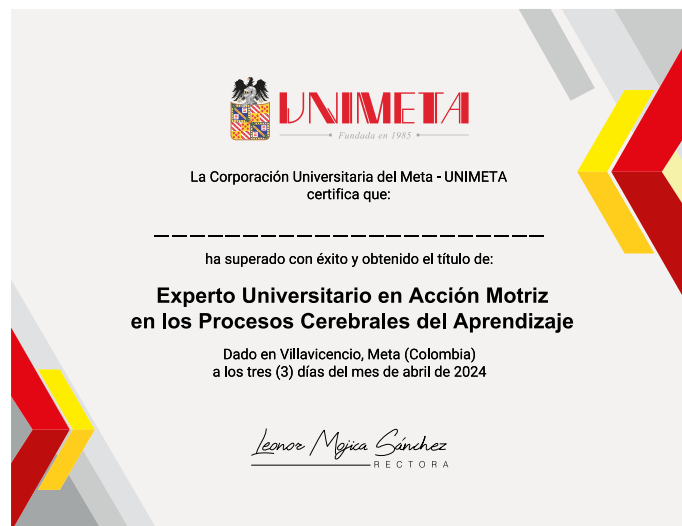 UNIMETA
Fundada en 1985
La Corporación Universitaria del Meta - UNIMETA
certifica que:
ha superado con éxito y obtenido el título de:
Experto Universitario en Acción Motriz
en los Procesos Cerebrales del Aprendizaje
Dado en Villavicencio, Meta (Colombia)
a los tres (3) días del mes de abril de 2024
Leonor Mojica Sánchez
RECTORA